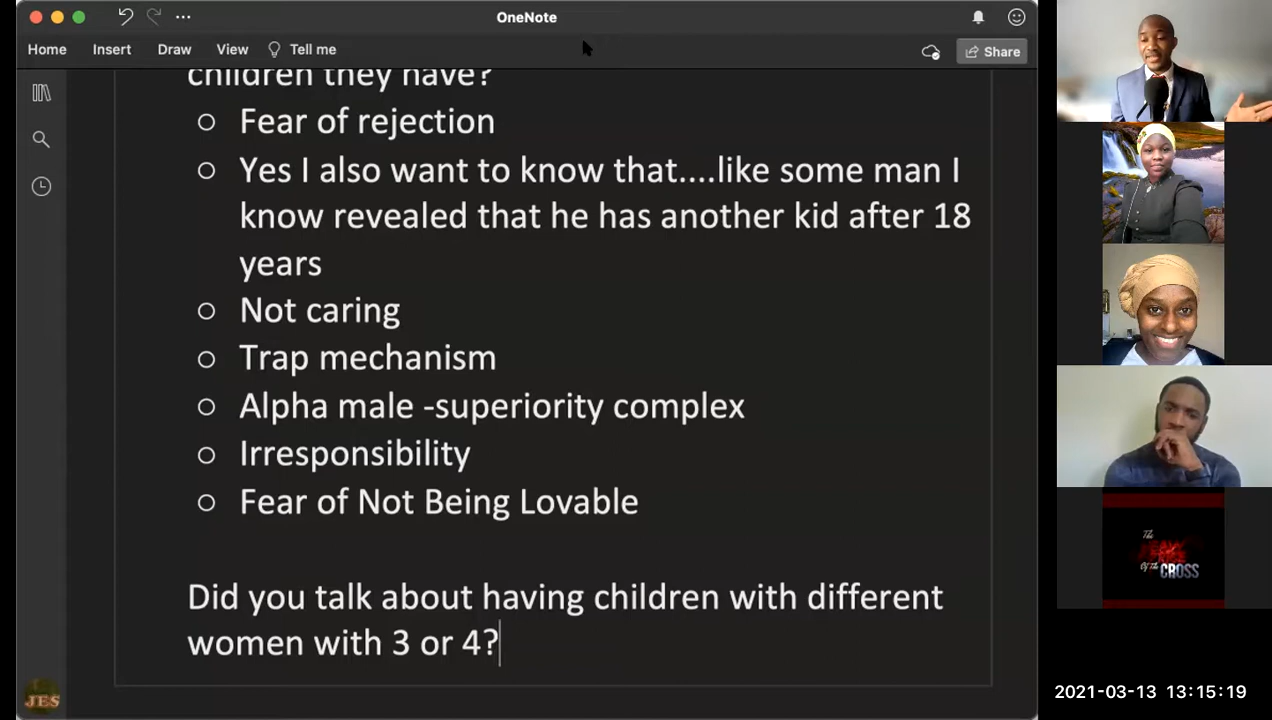 OneNote
Home Insert Draw View Tell me Share
children they have?
Fear of rejection
Yes I also want to know that....like some man I
know revealed that he has another kid after 18
years
Not caring
Trap mechanism
Alpha male -superiority complex
Irresponsibility
Fear of Not Being Lovable
Did you talk about having children with different
women with 3 or 4?
JES
The
Of the CROSS
2021-03-13 13:15:19